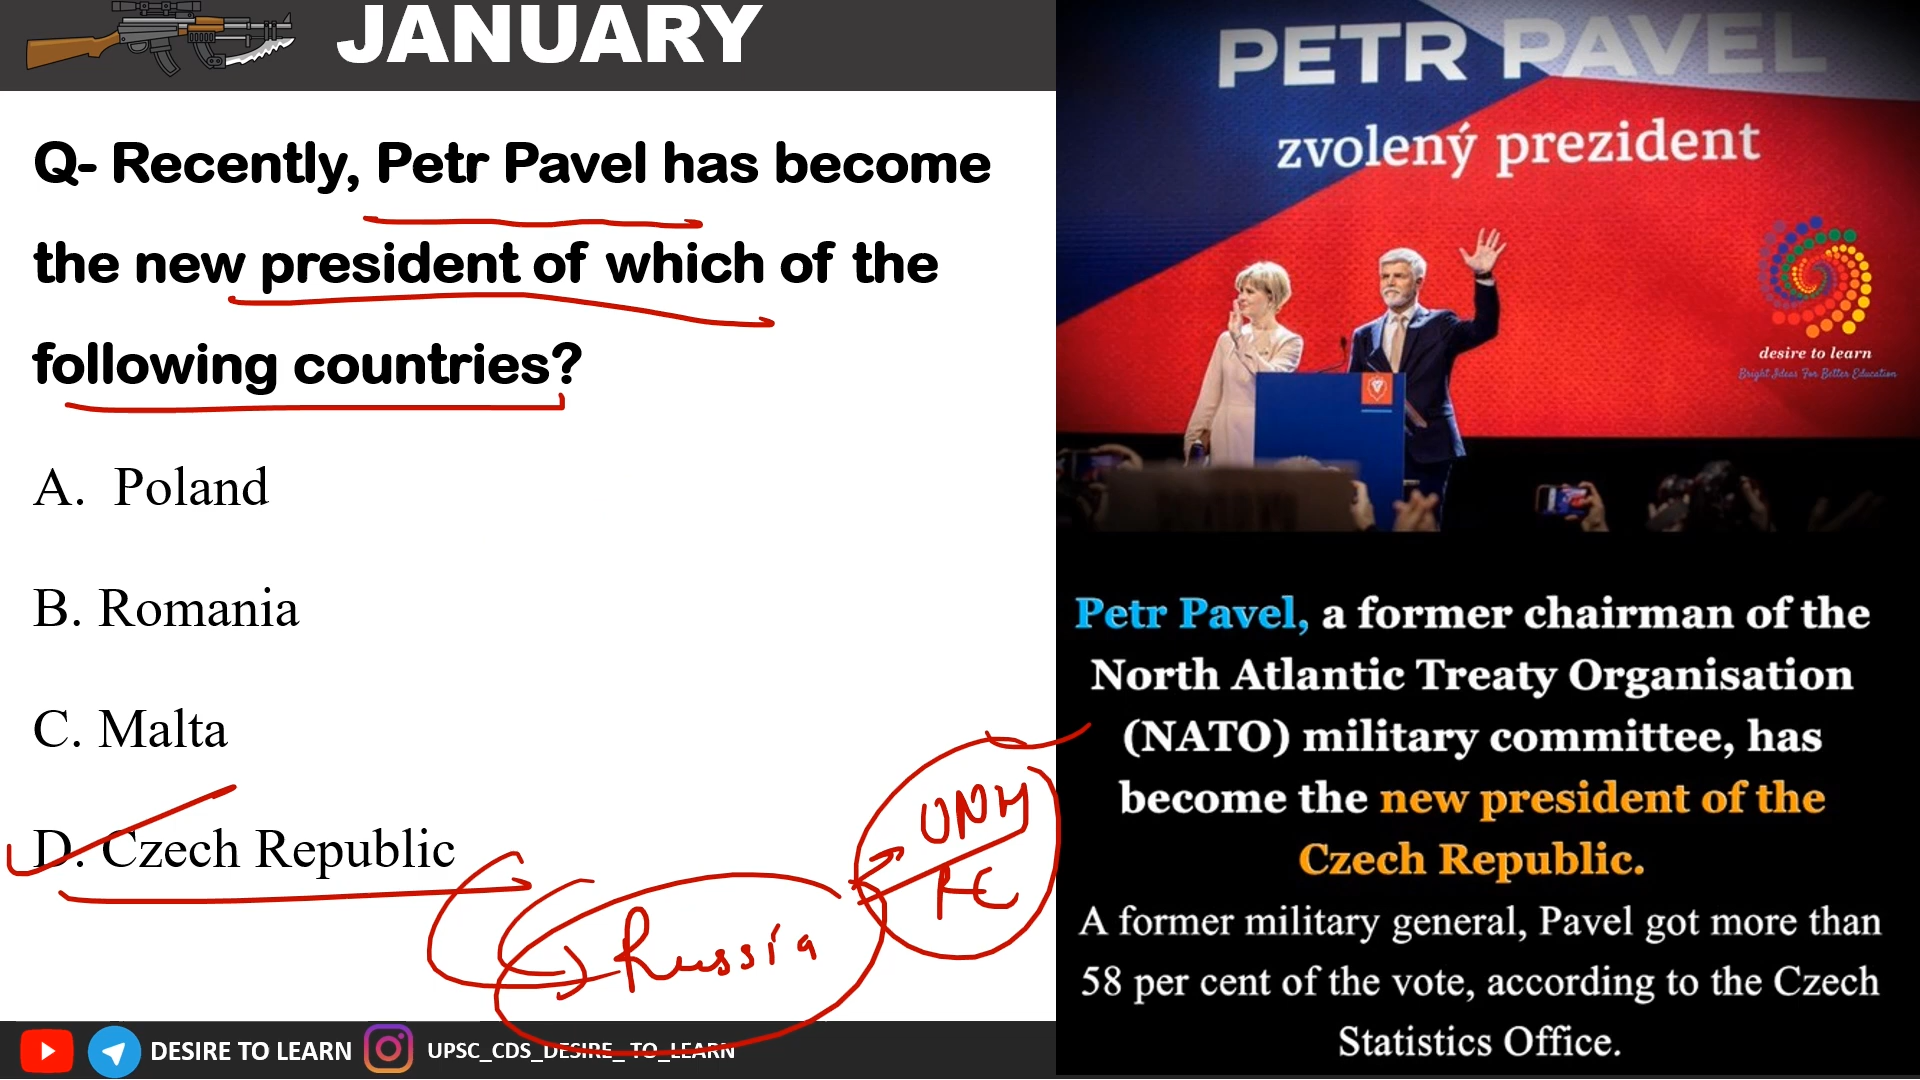 JANUARY
Q- Recently, Petr Pavel has become
the new president of which of the
following countries?
A. Poland
B. Romania
C. Malta
D. Czech Republic
Russia
UNH
RC
DESIRE TO LEARN
UPSC_CDS_DESIRE_TO_LEARN
PETR PAVEL
zvolený prezident
desire to learn
Bright Ideas For Better Education
Petr Pavel, a former chairman of the
North Atlantic Treaty Organisation
(NATO) military committee, has
become the new president of the
Czech Republic.
A former military general, Pavel got more than
58 per cent of the vote, according to the Czech
Statistics Office.